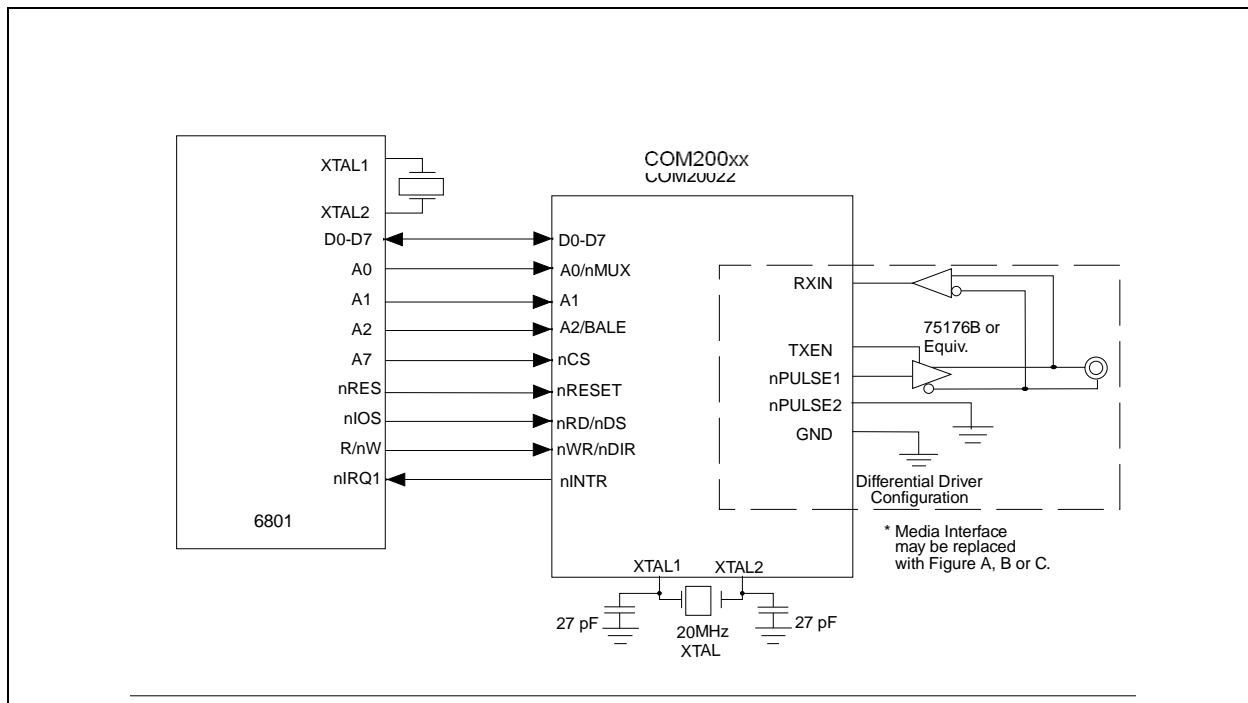 COM200xx
COM20022
XTAL1
XTAL2
D0-D7
A0
A1
A2
A7
nRES
nIOS
R/nW
nIRQ1
6801
D0-D7
A0/nMUX
A1
A2/BALE
nCS
nRESET
nRD/nDS
nWR/nDIR
nINTR
RXIN
TXEN
nPULSE1
nPULSE2
GND
75176B or
Equiv.
Differential Driver
Configuration
* Media Interface
may be replaced
with Figure A, B or C.
XTAL1
XTAL2
27 pF
20MHz
XTAL
27 pF